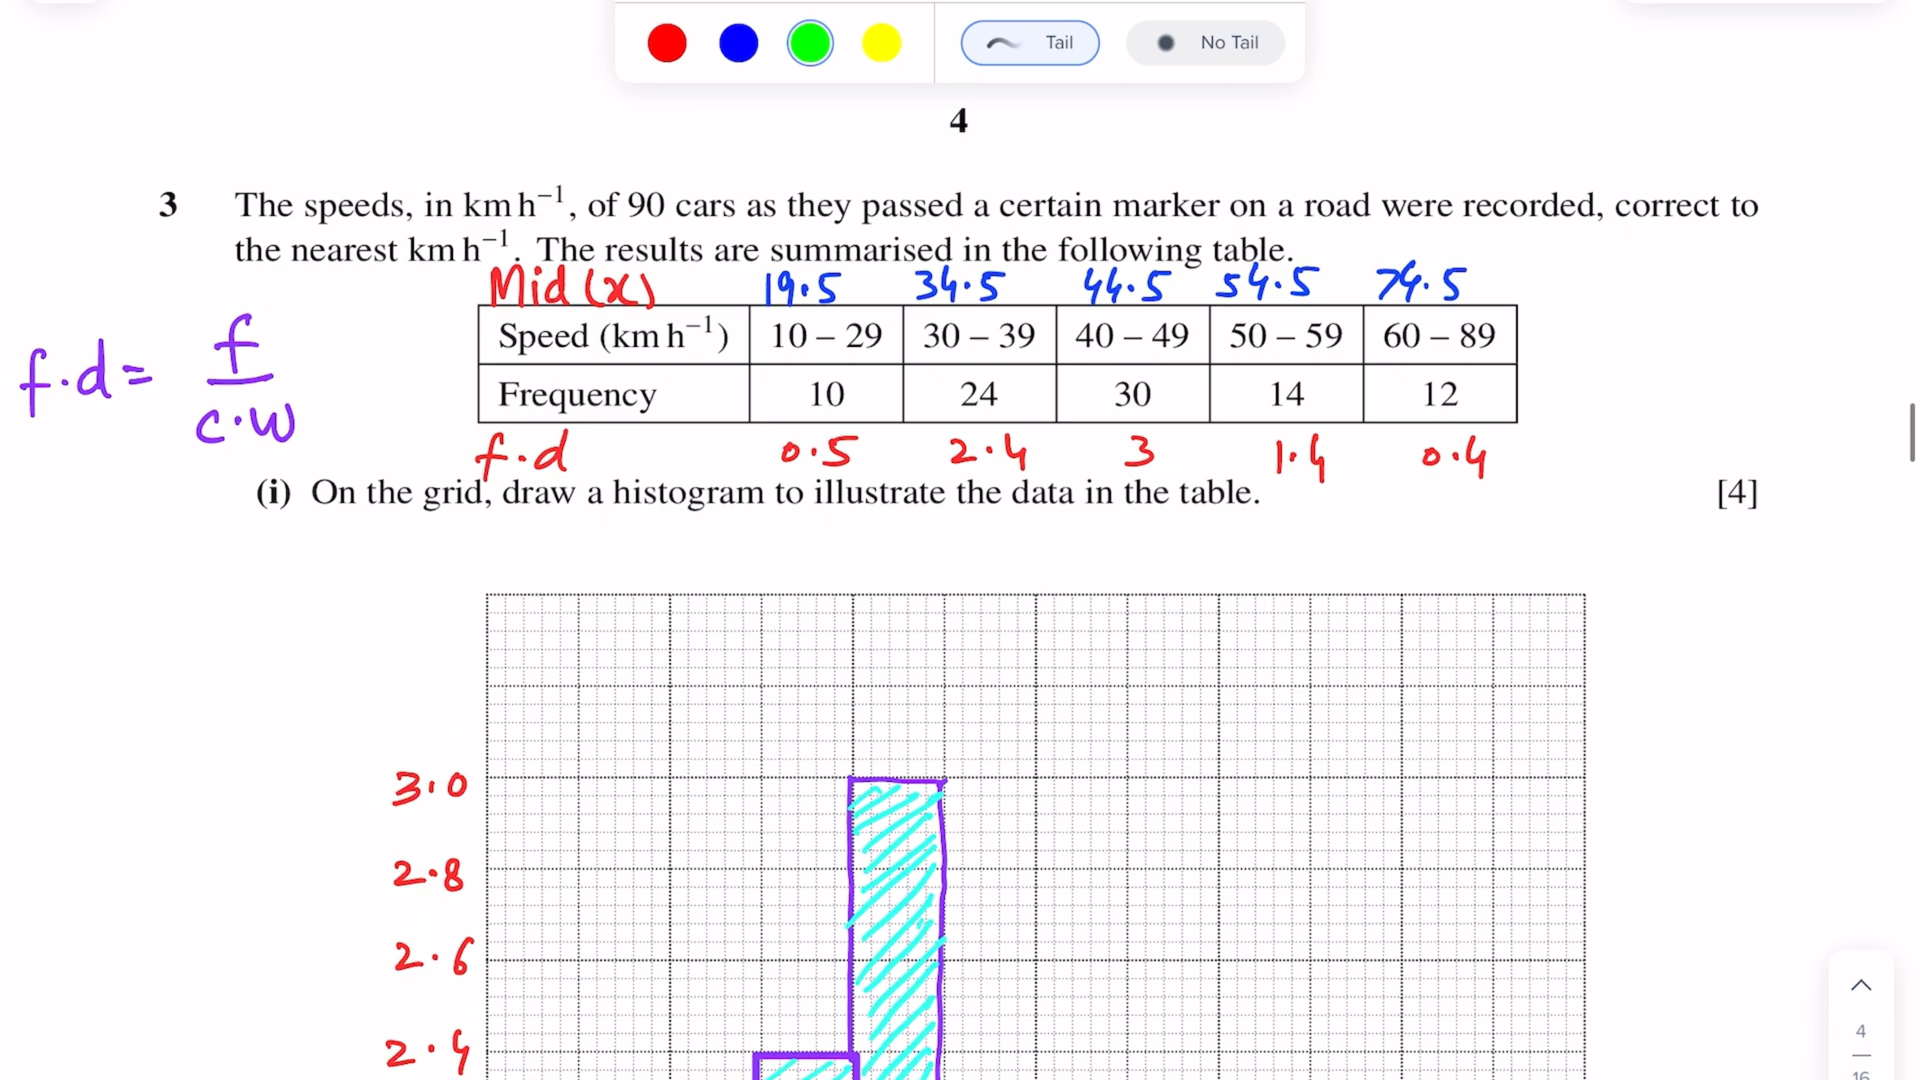 Tail No Tail
4
3 The speeds, in km h⁻¹, of 90 cars as they passed a certain marker on a road were recorded, correct to
the nearest km h⁻¹. The results are summarised in the following table.
Mid (x) 19.5 34.5 44.5 54.5 74.5
Speed (km h⁻¹) 10 – 29 30 – 39 40 – 49 50 – 59 60 – 89
f.d = f / c.w
Frequency 10 24 30 14 12
f.d 0.5 2.4 3 1.4 0.4
(i) On the grid, draw a histogram to illustrate the data in the table. [4]
3.0
2.8
2.6
2.4
4
16